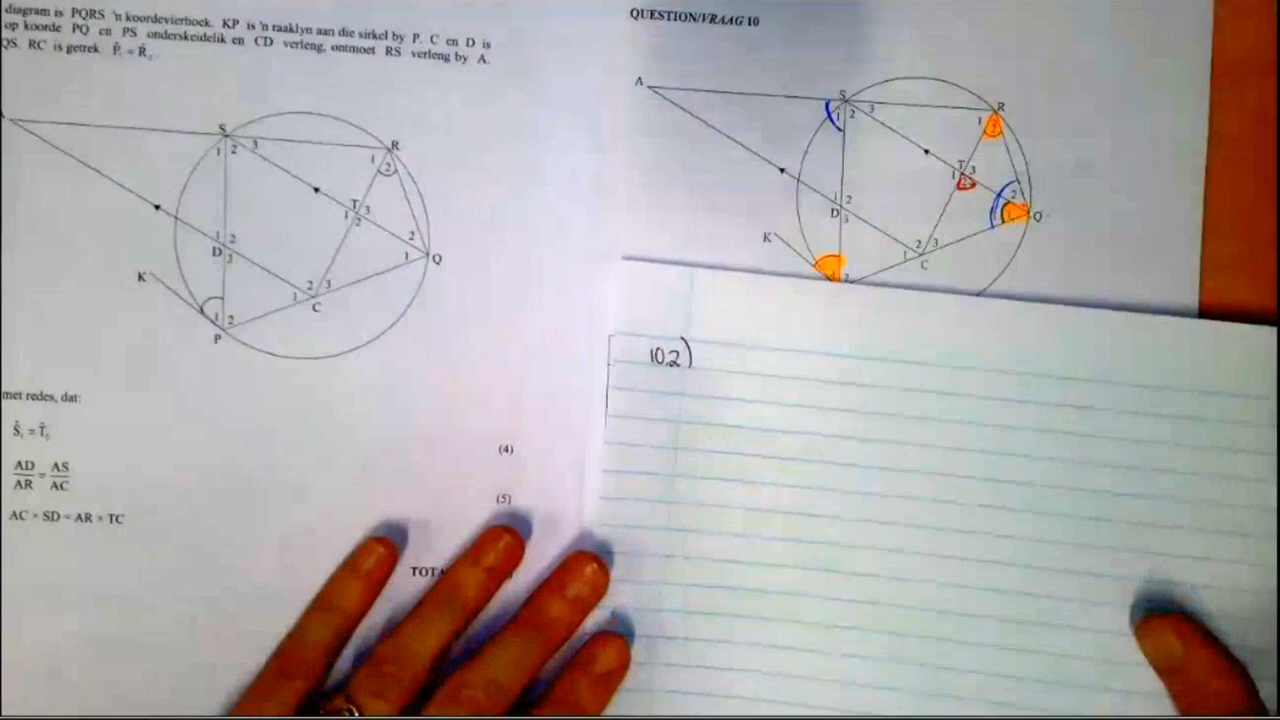 diagram is PQRS 'n koordevierhoek. KP is 'n raaklyn aan die sirkel by P. C en D is
op koorde PQ en PS onderskeidelik en CD verleng, ontmoet RS verleng by A.
QS. RC is getrek. P̂₁ = R̂₂.
QUESTION/VRAAG 10
A
S
R
1 2 3
1
2
T
1 2 3
2
1
Q
1 2
D
3
K
2 3
1
C
1 2
P
A
S
R
1 2 3
1
2
T
1 3
2
1
Q
1 2
D
3
K
2 3
1
C
2
10.2)
met redes, dat:
Ŝ₁ = T̂₂
(4)
AD/AR = AS/AC
(5)
AC × SD = AR × TC